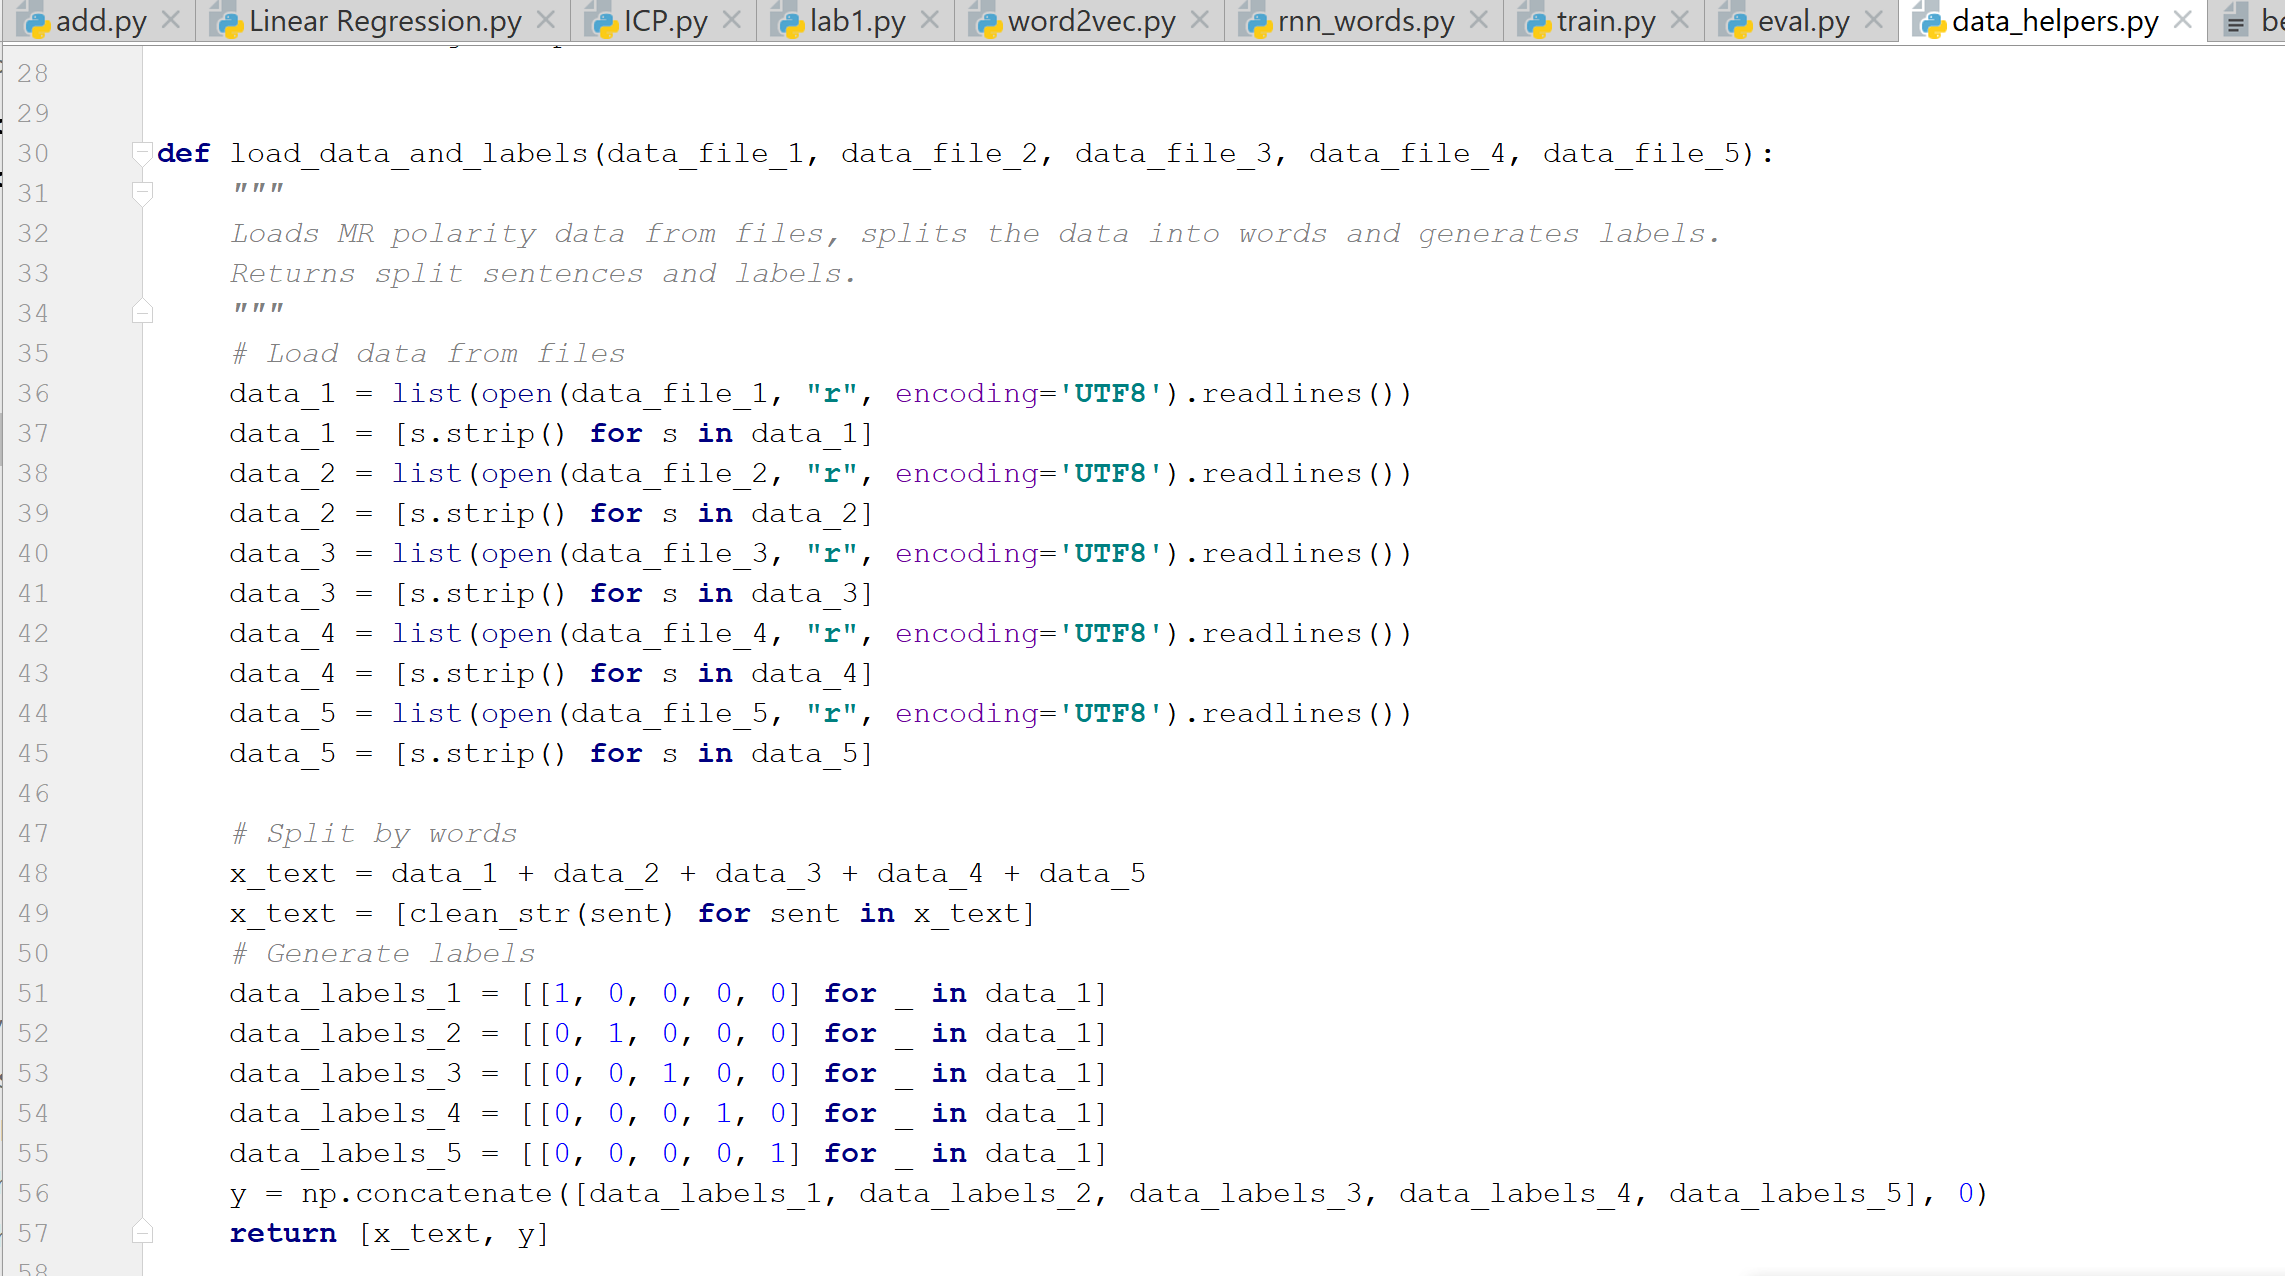 add.py Linear Regression.py ICP.py lab1.py word2vec.py rnn_words.py train.py eval.py data_helpers.py
28
29
30 def load_data_and_labels(data_file_1, data_file_2, data_file_3, data_file_4, data_file_5):
31 """
32 Loads MR polarity data from files, splits the data into words and generates labels.
33 Returns split sentences and labels.
34 """
35 # Load data from files
36 data_1 = list(open(data_file_1, "r", encoding='UTF8').readlines())
37 data_1 = [s.strip() for s in data_1]
38 data_2 = list(open(data_file_2, "r", encoding='UTF8').readlines())
39 data_2 = [s.strip() for s in data_2]
40 data_3 = list(open(data_file_3, "r", encoding='UTF8').readlines())
41 data_3 = [s.strip() for s in data_3]
42 data_4 = list(open(data_file_4, "r", encoding='UTF8').readlines())
43 data_4 = [s.strip() for s in data_4]
44 data_5 = list(open(data_file_5, "r", encoding='UTF8').readlines())
45 data_5 = [s.strip() for s in data_5]
46
47 # Split by words
48 x_text = data_1 + data_2 + data_3 + data_4 + data_5
49 x_text = [clean_str(sent) for sent in x_text]
50 # Generate labels
51 data_labels_1 = [[1, 0, 0, 0, 0] for _ in data_1]
52 data_labels_2 = [[0, 1, 0, 0, 0] for _ in data_1]
53 data_labels_3 = [[0, 0, 1, 0, 0] for _ in data_1]
54 data_labels_4 = [[0, 0, 0, 1, 0] for _ in data_1]
55 data_labels_5 = [[0, 0, 0, 0, 1] for _ in data_1]
56 y = np.concatenate([data_labels_1, data_labels_2, data_labels_3, data_labels_4, data_labels_5], 0)
57 return [x_text, y]
58